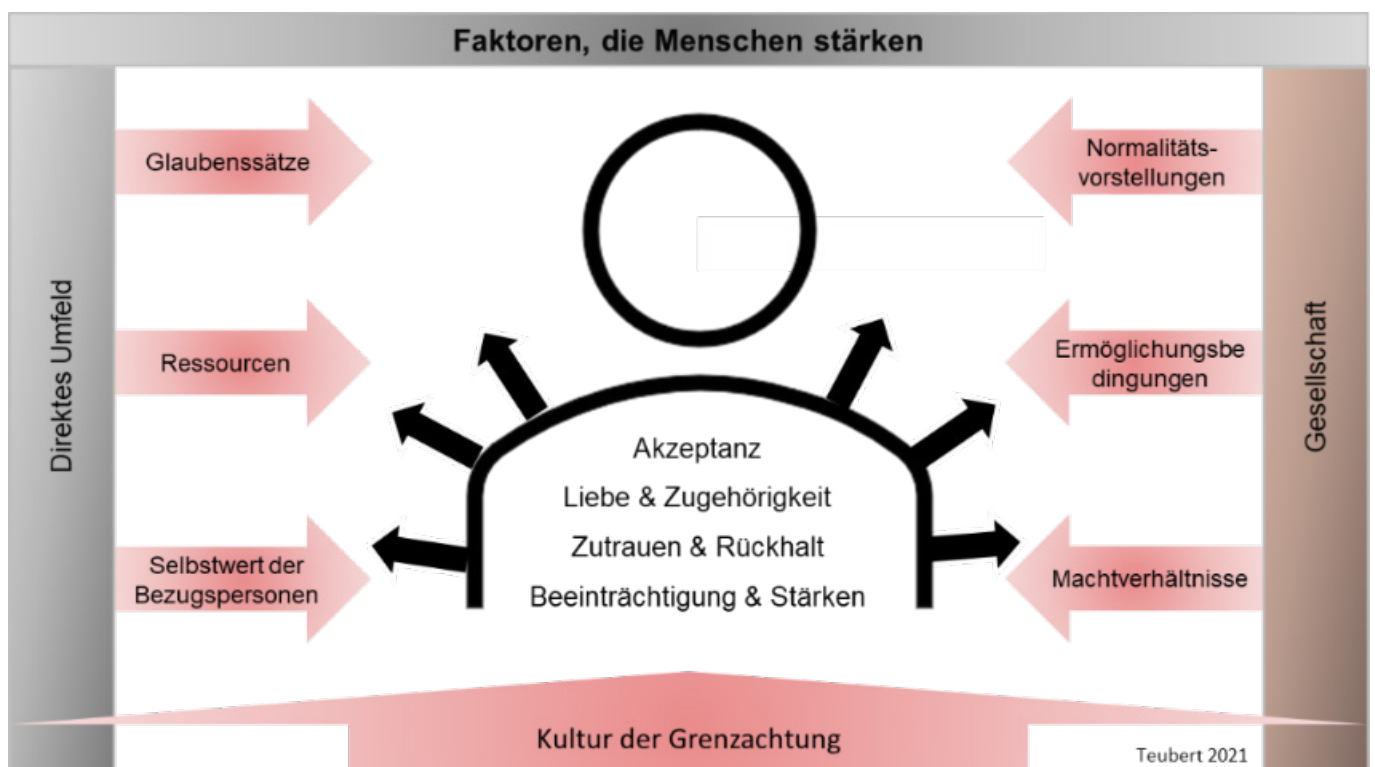 Faktoren, die Menschen stärken
Direktes Umfeld
Glaubenssätze
Ressourcen
Selbstwert der
Bezugspersonen
Akzeptanz
Liebe & Zugehörigkeit
Zutrauen & Rückhalt
Beeinträchtigung & Stärken
Normalitäts-
vorstellungen
Ermöglichungsbe
dingungen
Machtverhältnisse
Gesellschaft
Kultur der Grenzachtung
Teubert 2021